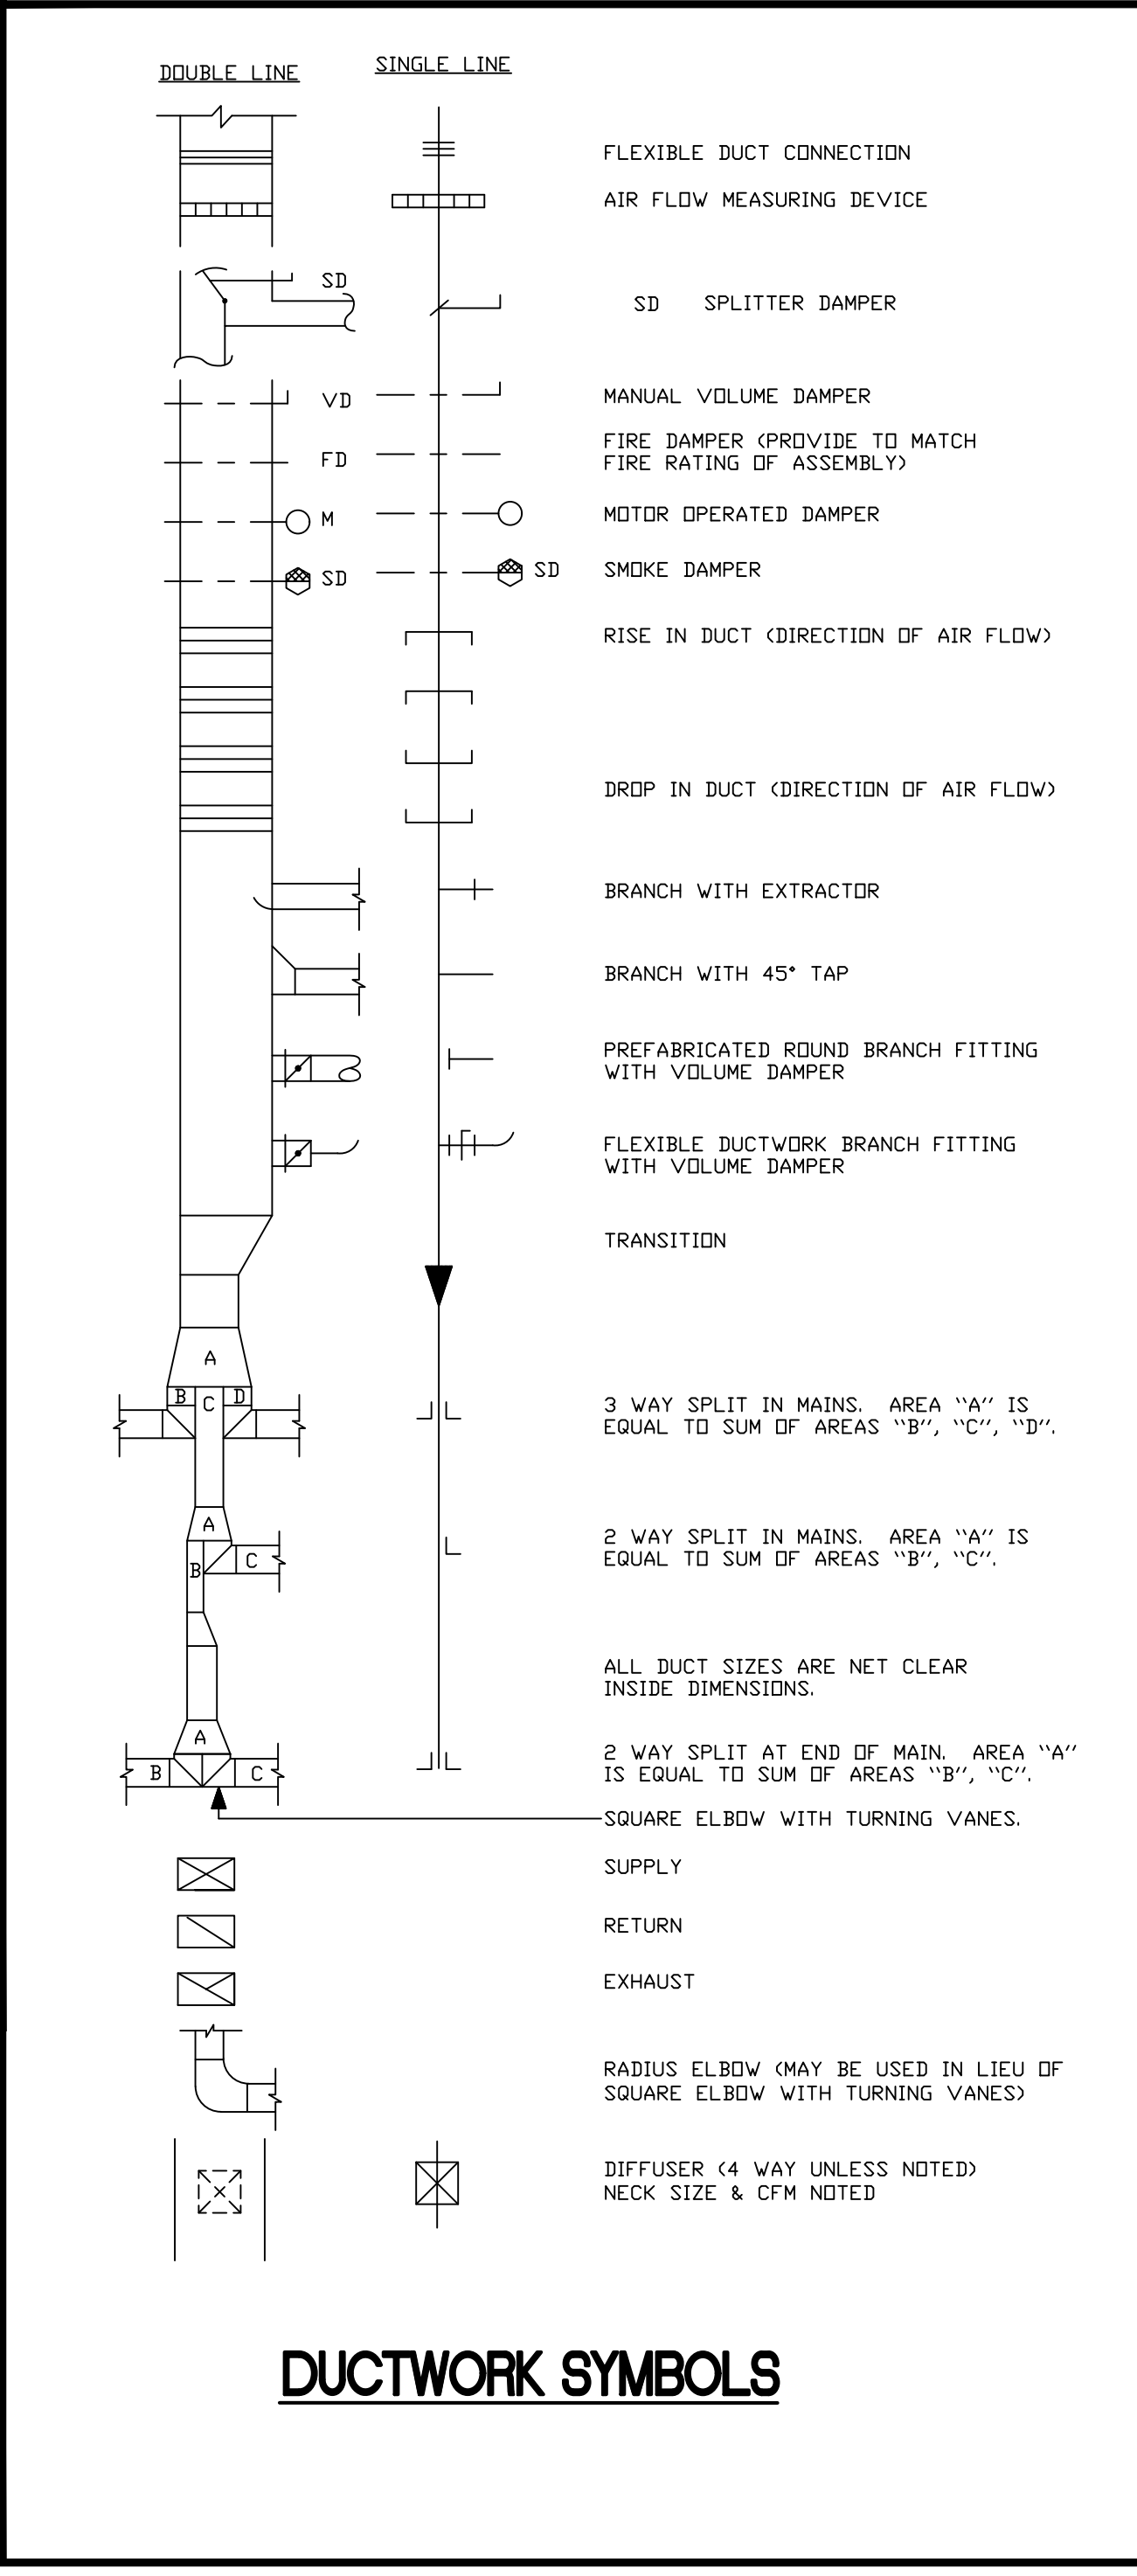 DOUBLE LINE
SINGLE LINE
FLEXIBLE DUCT CONNECTION
AIR FLOW MEASURING DEVICE
SD
SD SPLITTER DAMPER
VD
MANUAL VOLUME DAMPER
FD
FIRE DAMPER (PROVIDE TO MATCH
FIRE RATING OF ASSEMBLY)
M
MOTOR OPERATED DAMPER
SD
SD
SMOKE DAMPER
RISE IN DUCT (DIRECTION OF AIR FLOW)
DROP IN DUCT (DIRECTION OF AIR FLOW)
BRANCH WITH EXTRACTOR
BRANCH WITH 45° TAP
PREFABRICATED ROUND BRANCH FITTING
WITH VOLUME DAMPER
FLEXIBLE DUCTWORK BRANCH FITTING
WITH VOLUME DAMPER
TRANSITION
A
B C D
3 WAY SPLIT IN MAINS. AREA "A" IS
EQUAL TO SUM OF AREAS "B", "C", "D".
A
B C
2 WAY SPLIT IN MAINS. AREA "A" IS
EQUAL TO SUM OF AREAS "B", "C".
ALL DUCT SIZES ARE NET CLEAR
INSIDE DIMENSIONS.
A
B C
2 WAY SPLIT AT END OF MAIN. AREA "A"
IS EQUAL TO SUM OF AREAS "B", "C".
SQUARE ELBOW WITH TURNING VANES.
SUPPLY
RETURN
EXHAUST
RADIUS ELBOW (MAY BE USED IN LIEU OF
SQUARE ELBOW WITH TURNING VANES)
DIFFUSER (4 WAY UNLESS NOTED)
NECK SIZE & CFM NOTED
DUCTWORK SYMBOLS